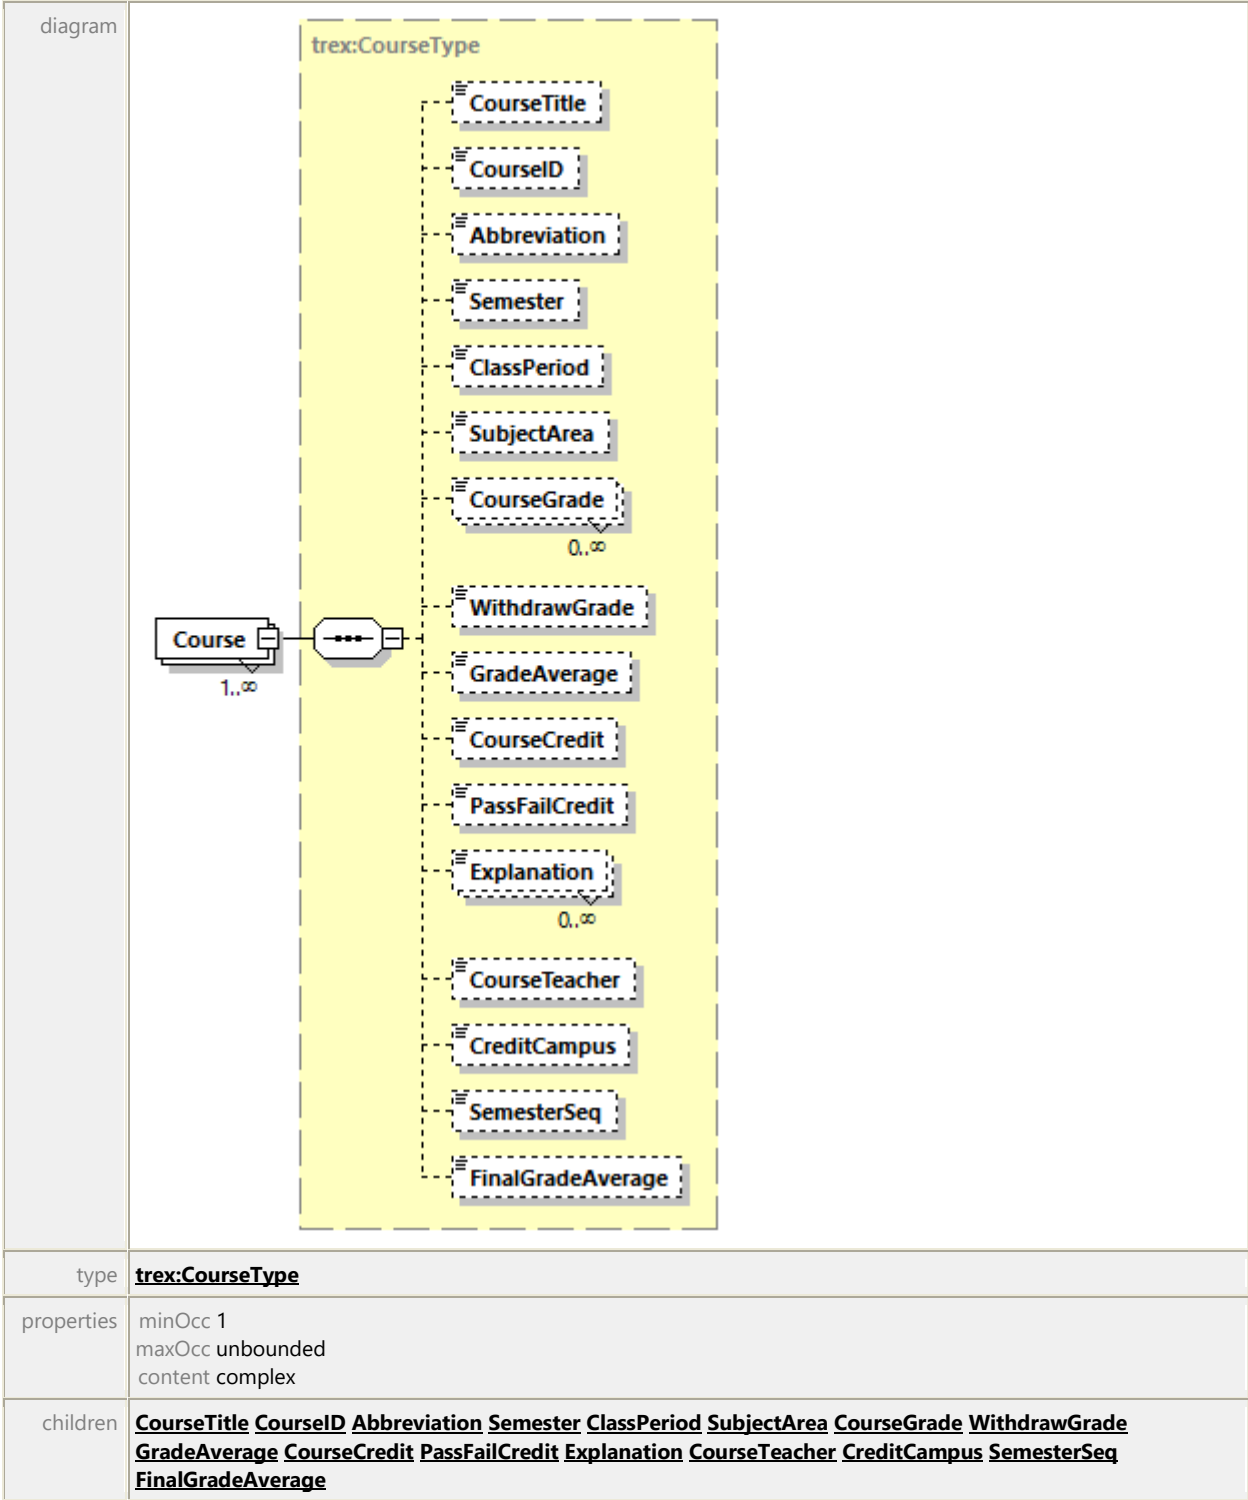 diagram
trex:CourseType
CourseTitle
CourseID
Abbreviation
Semester
ClassPeriod
SubjectArea
CourseGrade
0..∞
WithdrawGrade
Course
1..∞
GradeAverage
CourseCredit
PassFailCredit
Explanation
0..∞
CourseTeacher
CreditCampus
SemesterSeq
FinalGradeAverage
type trex:CourseType
properties minOcc 1
maxOcc unbounded
content complex
children CourseTitle CourseID Abbreviation Semester ClassPeriod SubjectArea CourseGrade WithdrawGrade
GradeAverage CourseCredit PassFailCredit Explanation CourseTeacher CreditCampus SemesterSeq
FinalGradeAverage